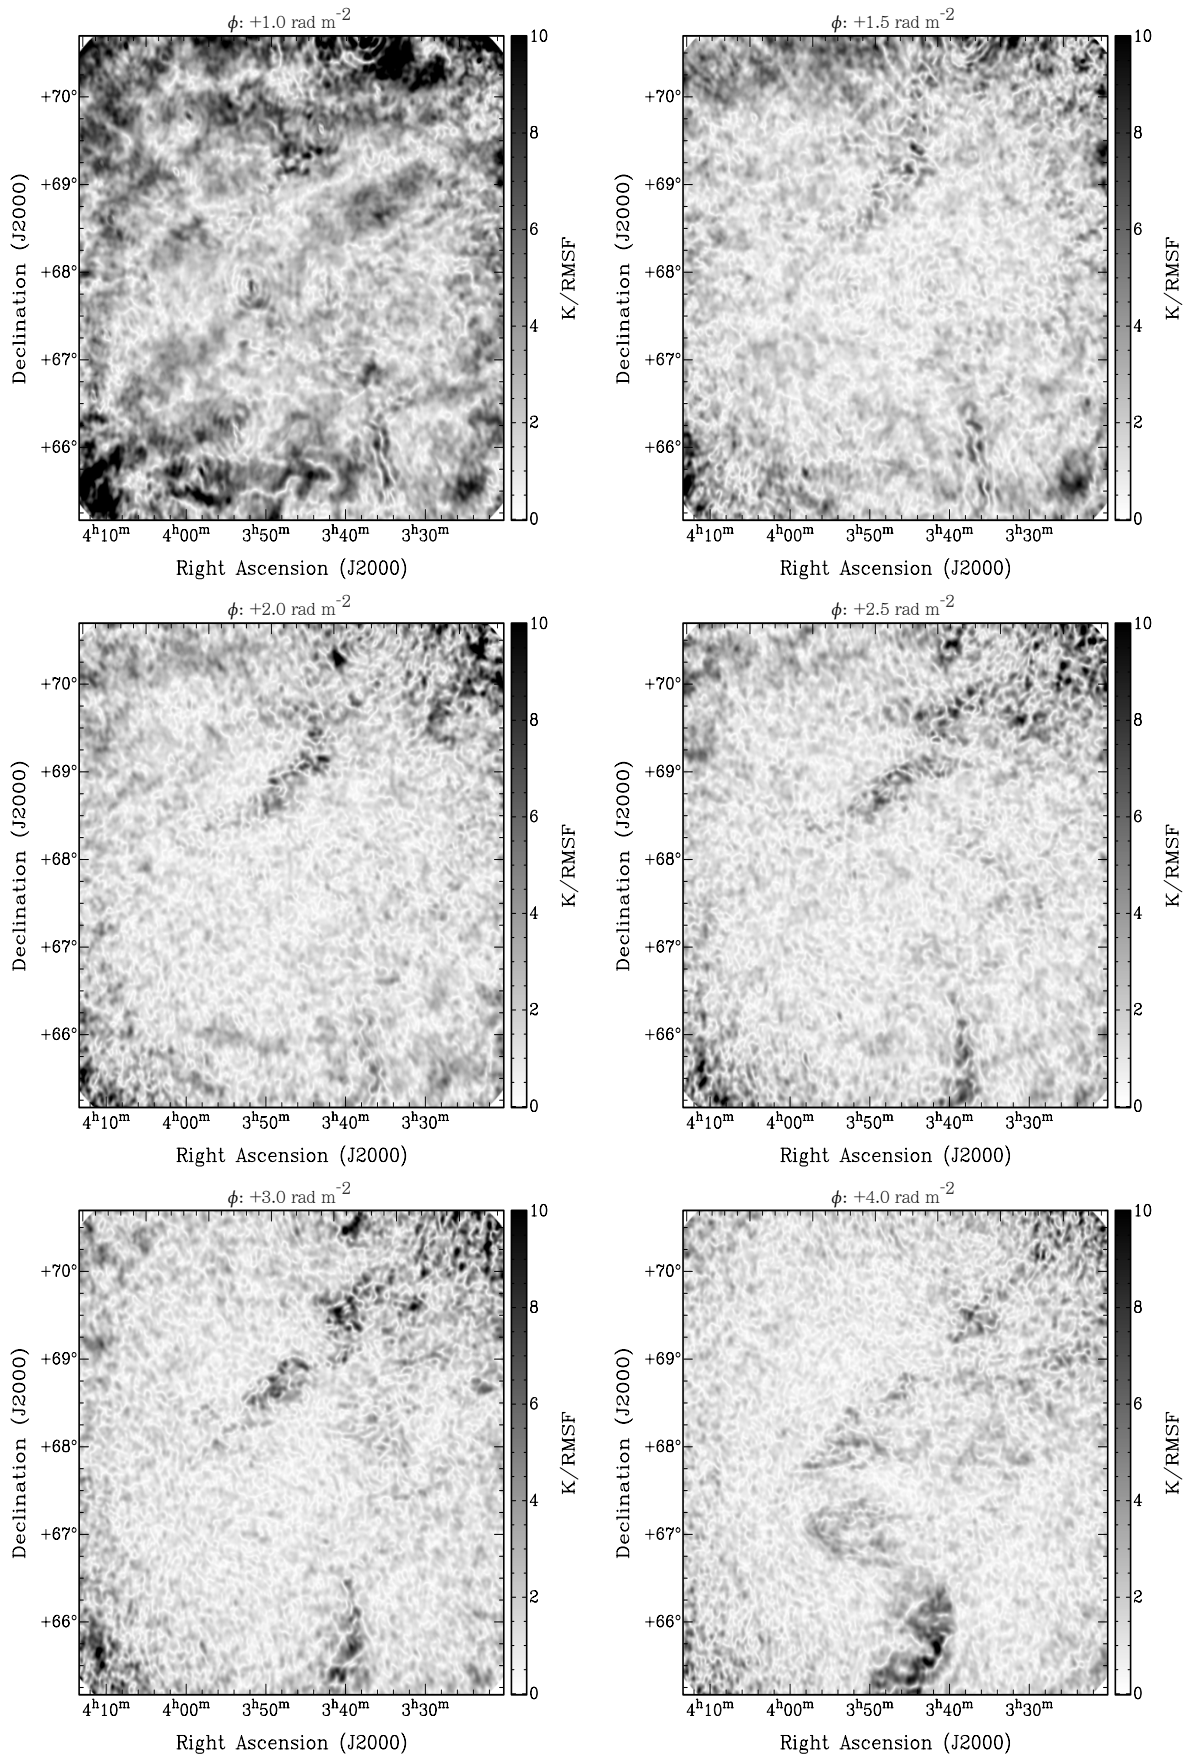 ϕ: +1.0 rad m-2
ϕ: +1.5 rad m-2
10
8
6
4
2
0
K/RMSF
+70°
+69°
+68°
+67°
+66°
Declination (J2000)
4h10m 4h00m 3h50m 3h40m 3h30m
Right Ascension (J2000)
10
8
6
4
2
0
K/RMSF
+70°
+69°
+68°
+67°
+66°
Declination (J2000)
4h10m 4h00m 3h50m 3h40m 3h30m
Right Ascension (J2000)
ϕ: +2.0 rad m-2
ϕ: +2.5 rad m-2
10
8
6
4
2
0
K/RMSF
+70°
+69°
+68°
+67°
+66°
Declination (J2000)
4h10m 4h00m 3h50m 3h40m 3h30m
Right Ascension (J2000)
10
8
6
4
2
0
K/RMSF
+70°
+69°
+68°
+67°
+66°
Declination (J2000)
4h10m 4h00m 3h50m 3h40m 3h30m
Right Ascension (J2000)
ϕ: +3.0 rad m-2
ϕ: +4.0 rad m-2
10
8
6
4
2
0
K/RMSF
+70°
+69°
+68°
+67°
+66°
Declination (J2000)
4h10m 4h00m 3h50m 3h40m 3h30m
Right Ascension (J2000)
10
8
6
4
2
0
K/RMSF
+70°
+69°
+68°
+67°
+66°
Declination (J2000)
4h10m 4h00m 3h50m 3h40m 3h30m
Right Ascension (J2000)